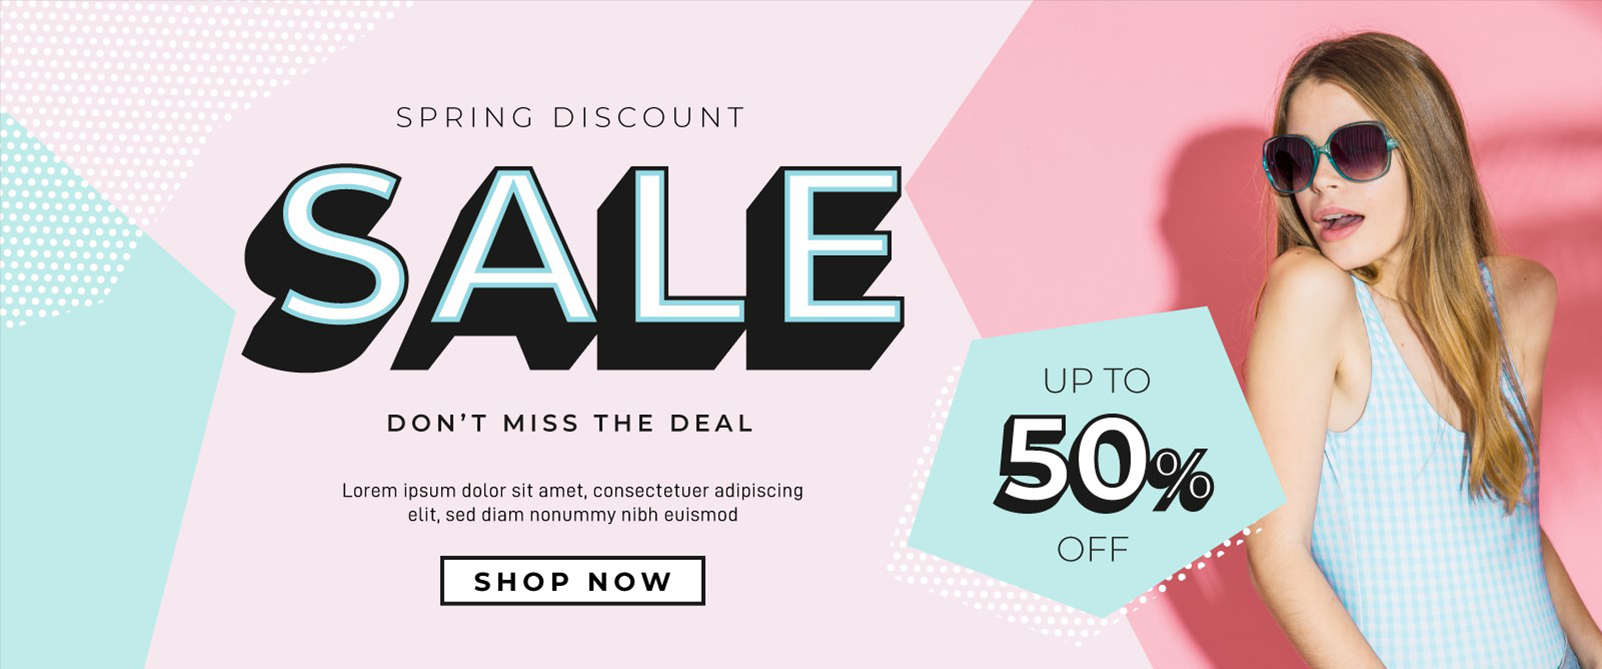 SPRING DISCOUNT
SALE
DON'T MISS THE DEAL
Lorem ipsum dolor sit amet, consectetuer adipiscing
elit, sed diam nonummy nibh euismod
SHOP NOW
UP TO
50%
OFF